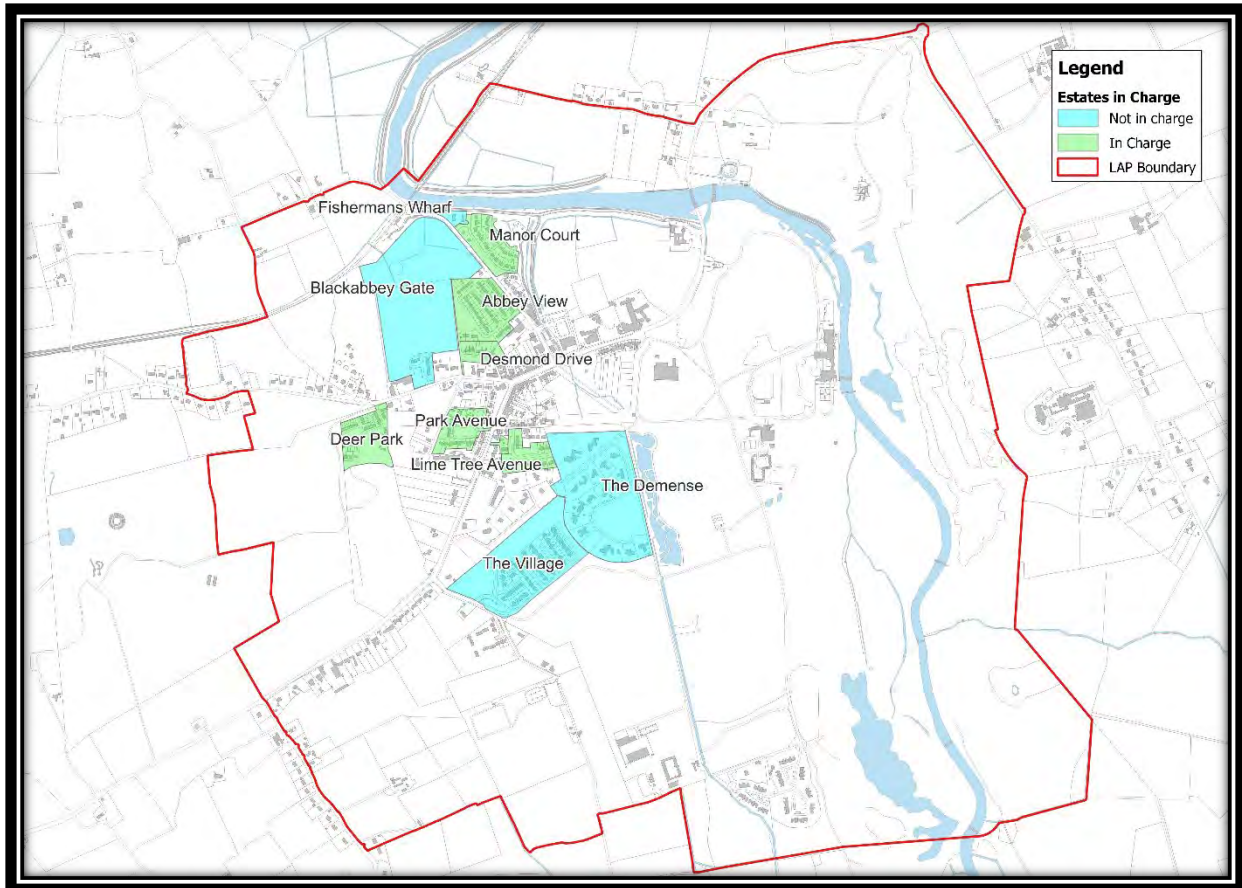 Legend
Estates in Charge
Not in charge
In Charge
LAP Boundary
Fishermans Wharf
Manor Court
Blackabbey Gate
Abbey View
Desmond Drive
Park Avenue
Deer Park
Lime Tree Avenue
The Demense
The Village